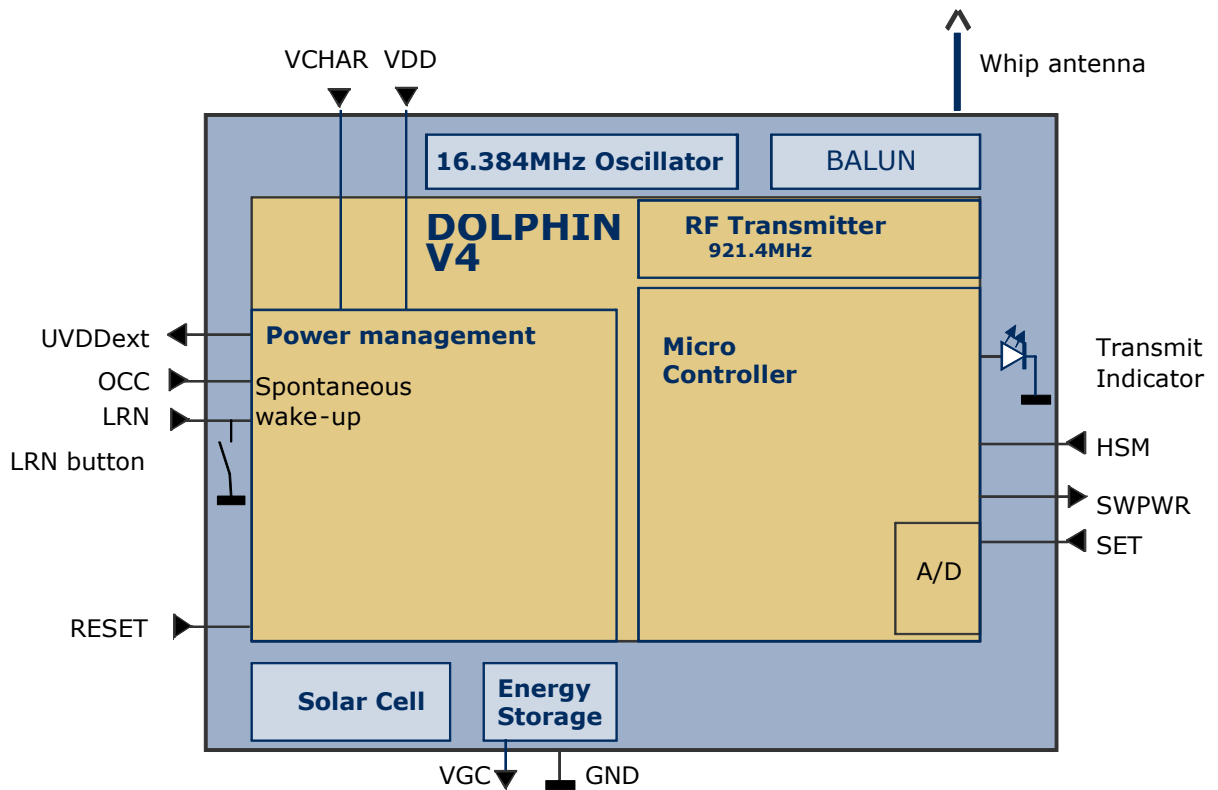 VCHAR VDD
Whip antenna
16.384MHz Oscillator
BALUN
DOLPHIN
V4
RF Transmitter
921.4MHz
Power management
Spontaneous
wake-up
Micro
Controller
A/D
UVDDext
OCC
LRN
LRN button
RESET
Transmit
Indicator
HSM
SWPWR
SET
Solar Cell
Energy
Storage
VGC
GND